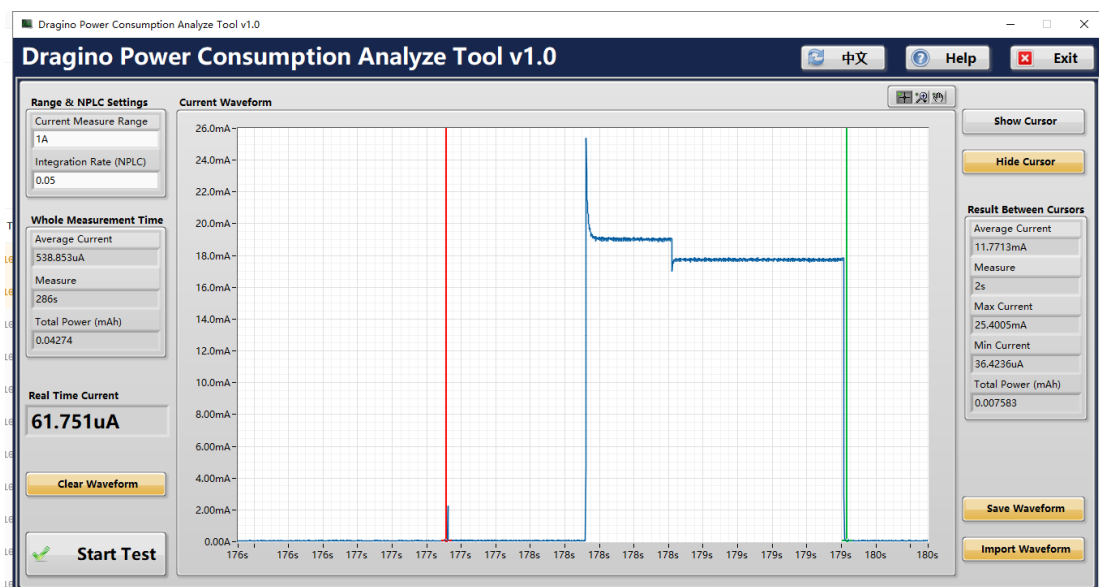 Dragino Power Consumption Analyze Tool v1.0
Dragino Power Consumption Analyze Tool v1.0
中文
Help
Exit
Range & NPLC Settings
Current Measure Range
1A
Integration Rate (NPLC)
0.05
Whole Measurement Time
Average Current
538.853uA
Measure
286s
Total Power (mAh)
0.04274
Real Time Current
61.751uA
Clear Waveform
Start Test
Current Waveform
26.0mA
24.0mA
22.0mA
20.0mA
18.0mA
16.0mA
14.0mA
12.0mA
10.0mA
8.00mA
6.00mA
4.00mA
2.00mA
0.00A
176s 176s 176s 177s 177s 177s 177s 178s 178s 178s 178s 178s 179s 179s 179s 179s 179s 180s 180s
Show Cursor
Hide Cursor
Result Between Cursors
Average Current
11.7713mA
Measure
2s
Max Current
25.4005mA
Min Current
36.4236uA
Total Power (mAh)
0.007583
Save Waveform
Import Waveform